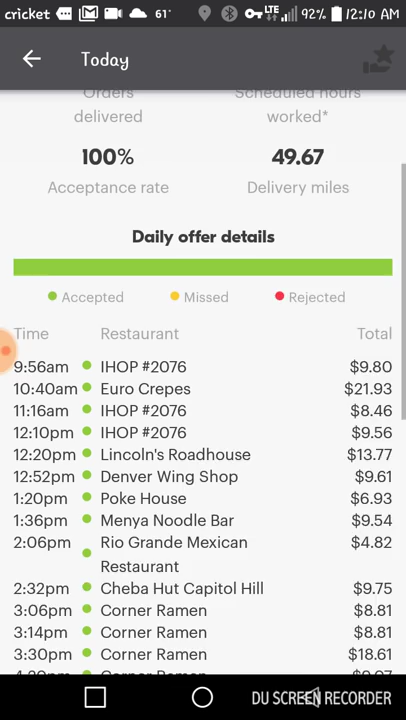 cricket 61° LTE 92% 12:10 AM
Today
Orders Scheduled hours
delivered worked*
100% 49.67
Acceptance rate Delivery miles
Daily offer details
Accepted Missed Rejected
Time Restaurant Total
9:56am IHOP #2076 $9.80
10:40am Euro Crepes $21.93
11:16am IHOP #2076 $8.46
12:10pm IHOP #2076 $9.56
12:20pm Lincoln's Roadhouse $13.77
12:52pm Denver Wing Shop $9.61
1:20pm Poke House $6.93
1:36pm Menya Noodle Bar $9.54
2:06pm Rio Grande Mexican $4.82
Restaurant
2:32pm Cheba Hut Capitol Hill $9.75
3:06pm Corner Ramen $8.81
3:14pm Corner Ramen $8.81
3:30pm Corner Ramen $18.61
Corner Ramen
DU SCREEN RECORDER